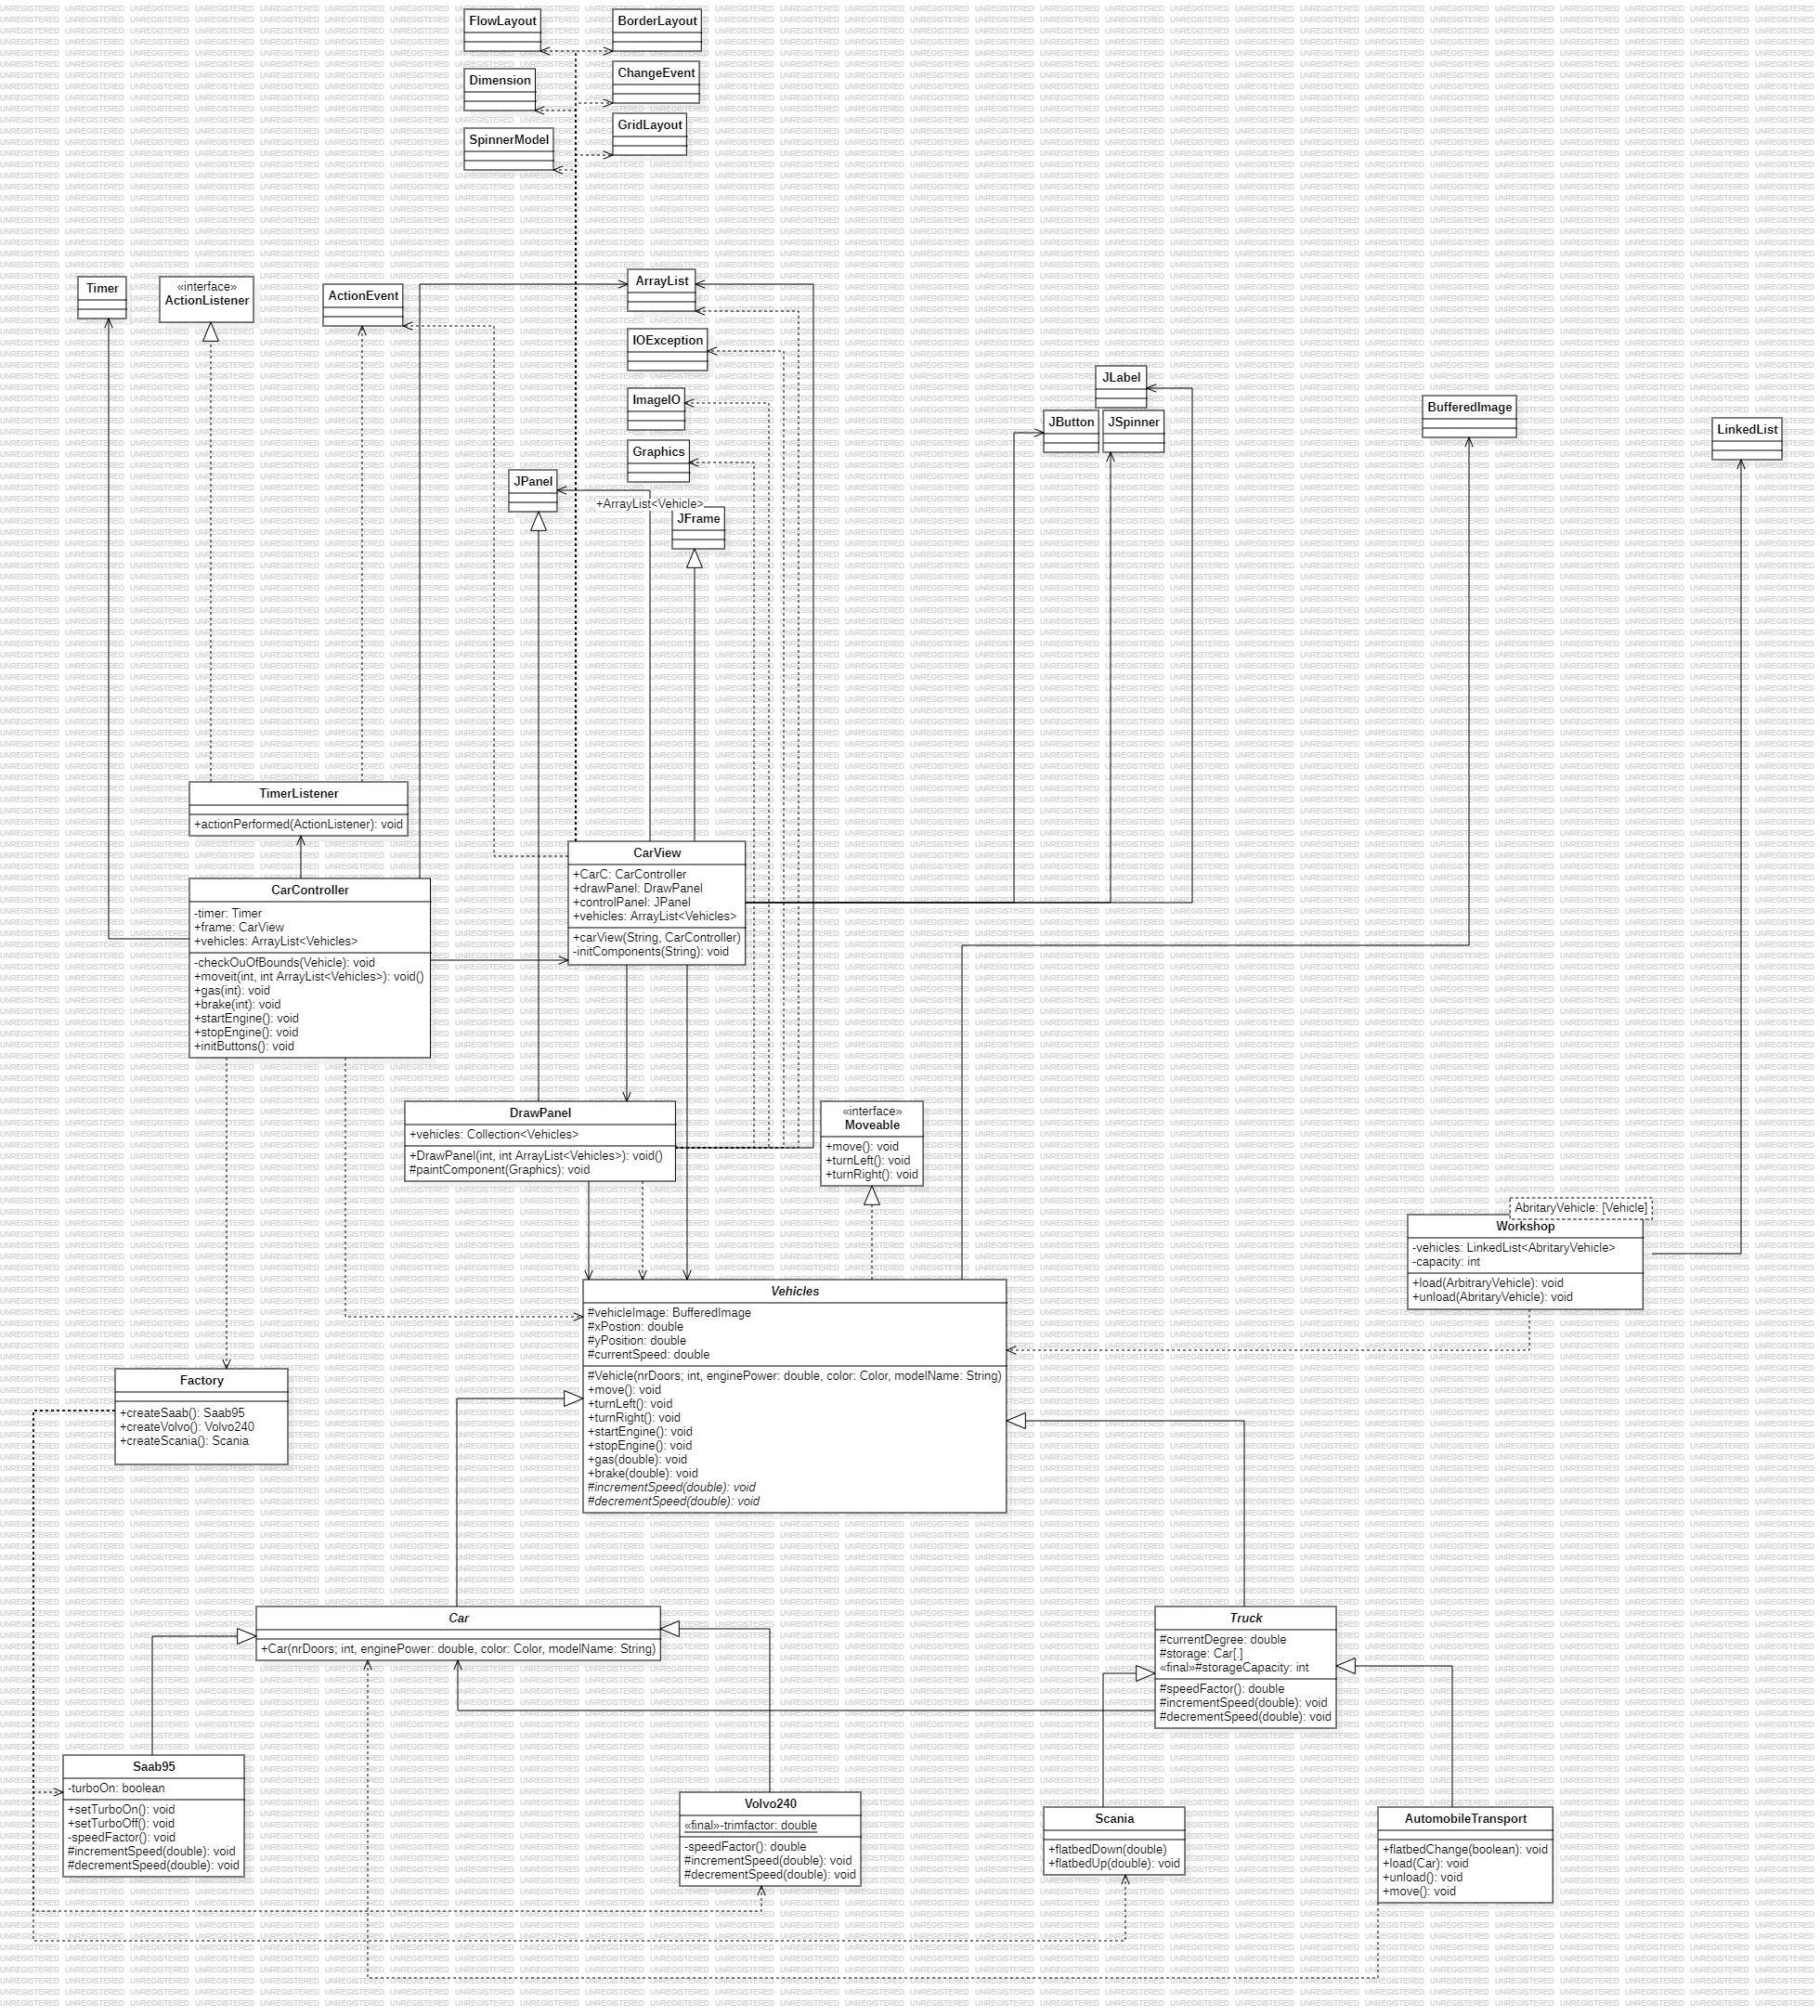 FlowLayout
BorderLayout
Dimension
ChangeEvent
SpinnerModel
GridLayout
Timer
«interface»
ActionListener
ActionEvent
ArrayList
IOException
ImageIO
Graphics
JPanel
+ArrayList<Vehicle>
JFrame
JLabel
JButton
JSpinner
BufferedImage
LinkedList
TimerListener
+actionPerformed(ActionListener): void
CarController
-timer: Timer
+frame: CarView
+vehicles: ArrayList<Vehicles>
-checkOuOfBounds(Vehicle): void
+moveit(int, int ArrayList<Vehicles>): void()
+gas(int): void
+brake(int): void
+startEngine(): void
+stopEngine(): void
+initButtons(): void
CarView
+CarC: CarController
+drawPanel: DrawPanel
+controlPanel: JPanel
+vehicles: ArrayList<Vehicles>
+carView(String, CarController)
-initComponents(String): void
DrawPanel
+vehicles: Collection<Vehicles>
+DrawPanel(int, int ArrayList<Vehicles>): void()
#paintComponent(Graphics): void
«interface»
Moveable
+move(): void
+turnLeft(): void
+turnRight(): void
AbritaryVehicle: [Vehicle]
Workshop
-vehicles: LinkedList<AbritaryVehicle>
-capacity: int
+load(ArbitraryVehicle): void
+unload(AbritaryVehicle): void
Vehicles
#vehicleImage: BufferedImage
#xPostion: double
#yPosition: double
#currentSpeed: double
#Vehicle(nrDoors; int, enginePower: double, color: Color, modelName: String)
+move(): void
+turnLeft(): void
+turnRight(): void
+startEngine(): void
+stopEngine(): void
+gas(double): void
+brake(double): void
#incrementSpeed(double): void
#decrementSpeed(double): void
Factory
+createSaab(): Saab95
+createVolvo(): Volvo240
+createScania(): Scania
Car
+Car(nrDoors; int, enginePower: double, color: Color, modelName: String)
Truck
#currentDegree: double
#storage: Car[.]
«final»#storageCapacity: int
#speedFactor(): double
#incrementSpeed(double): void
#decrementSpeed(double): void
Saab95
-turboOn: boolean
+setTurboOn(): void
+setTurboOff(): void
-speedFactor(): void
#incrementSpeed(double): void
#decrementSpeed(double): void
Volvo240
«final»-trimfactor: double
-speedFactor(): double
#incrementSpeed(double): void
#decrementSpeed(double): void
Scania
+flatbedDown(double)
+flatbedUp(double): void
AutomobileTransport
+flatbedChange(boolean): void
+load(Car): void
+unload(): void
+move(): void